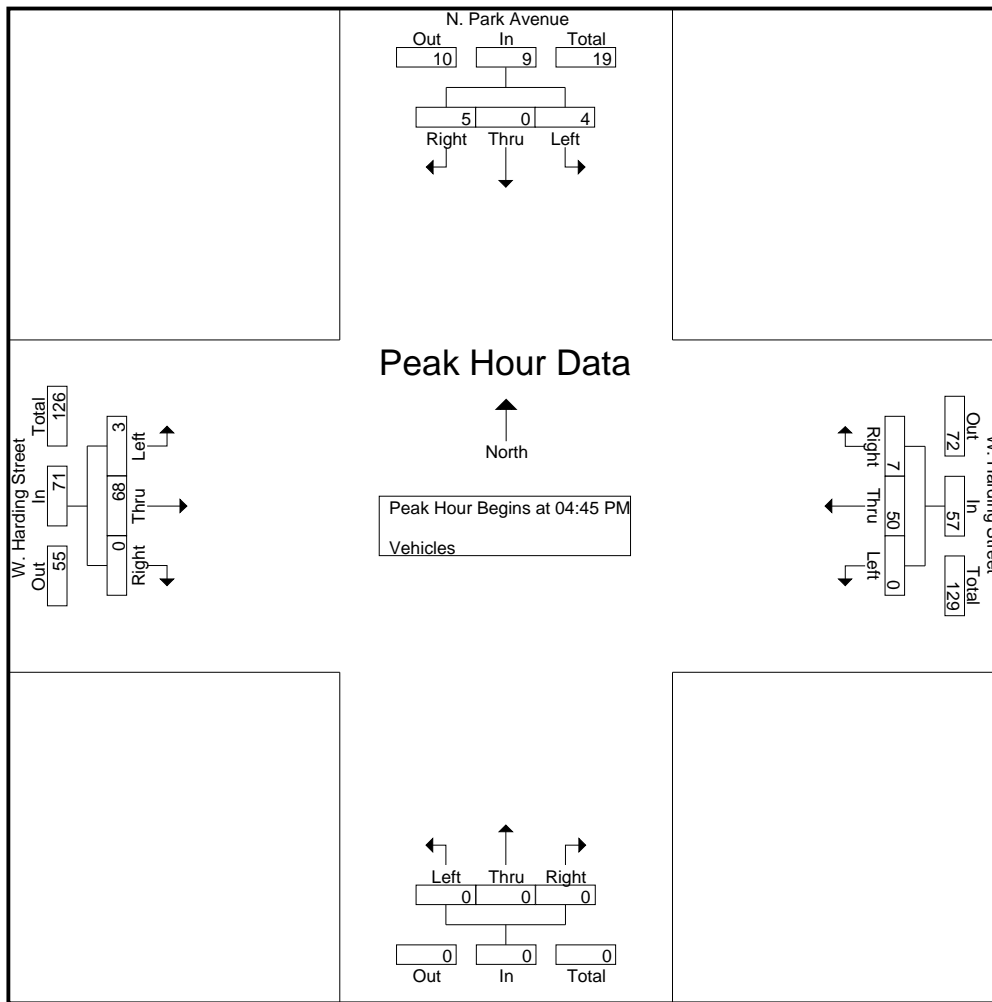 N. Park Avenue
Out In Total
10 9 19
5 0 4
Right Thru Left
Peak Hour Data
North
Peak Hour Begins at 04:45 PM
Vehicles
W. Harding Street
Total In Out
126 71 55
3 68 0
Left Thru Right
W. Harding Street
Out In Total
72 57 129
7 50 0
Right Thru Left
Left Thru Right
0 0 0
0 0 0
Out In Total